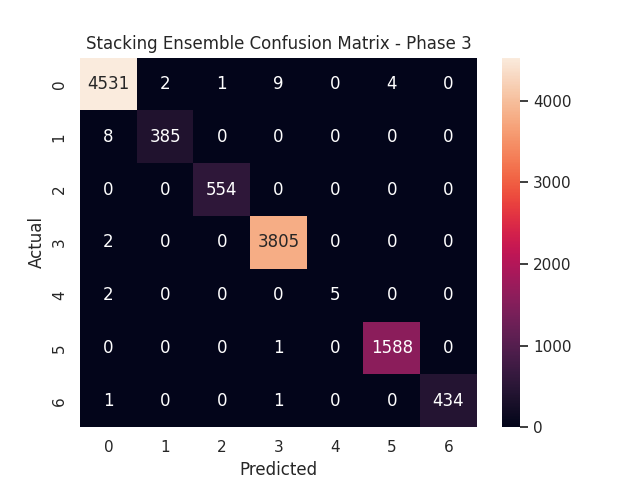 Stacking Ensemble Confusion Matrix - Phase 3
0 4531 2 1 9 0 4 0
1 8 385 0 0 0 0 0
2 0 0 554 0 0 0 0
3 2 0 0 3805 0 0 0
4 2 0 0 0 5 0 0
5 0 0 0 1 0 1588 0
6 1 0 0 1 0 0 434
0 1 2 3 4 5 6
Predicted
Actual
4000
3000
2000
1000
0